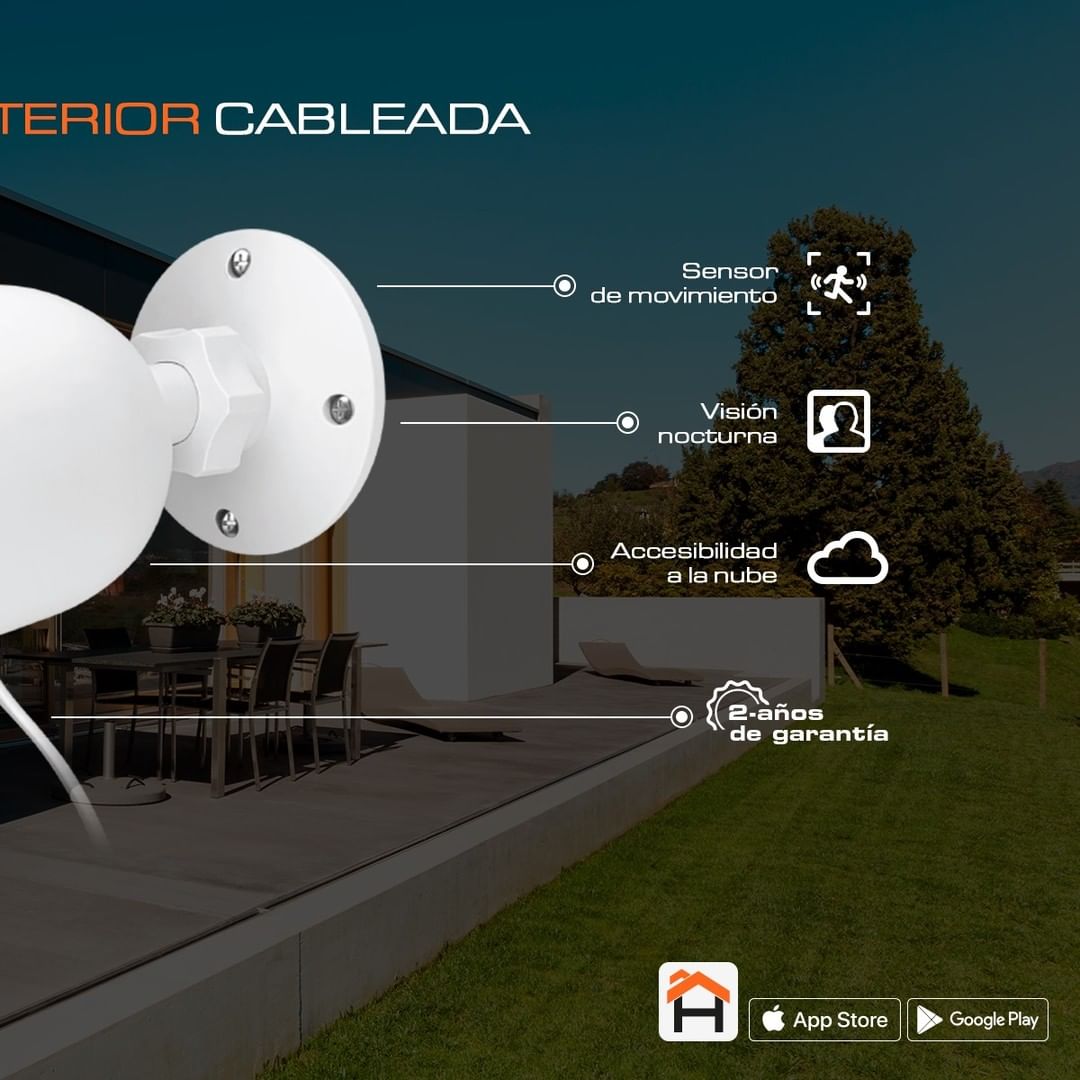 TERIOR CABLEADA
Sensor
de movimiento
Visión
nocturna
Accesibilidad
a la nube
2-años
de garantía
App Store
Google Play